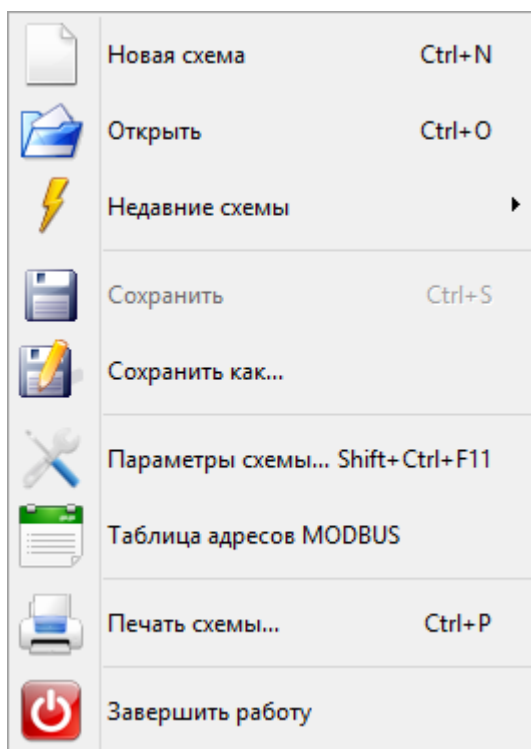 Новая схема Ctrl+N
Открыть Ctrl+O
Недавние схемы
Сохранить Ctrl+S
Сохранить как...
Параметры схемы... Shift+Ctrl+F11
Таблица адресов MODBUS
Печать схемы... Ctrl+P
Завершить работу